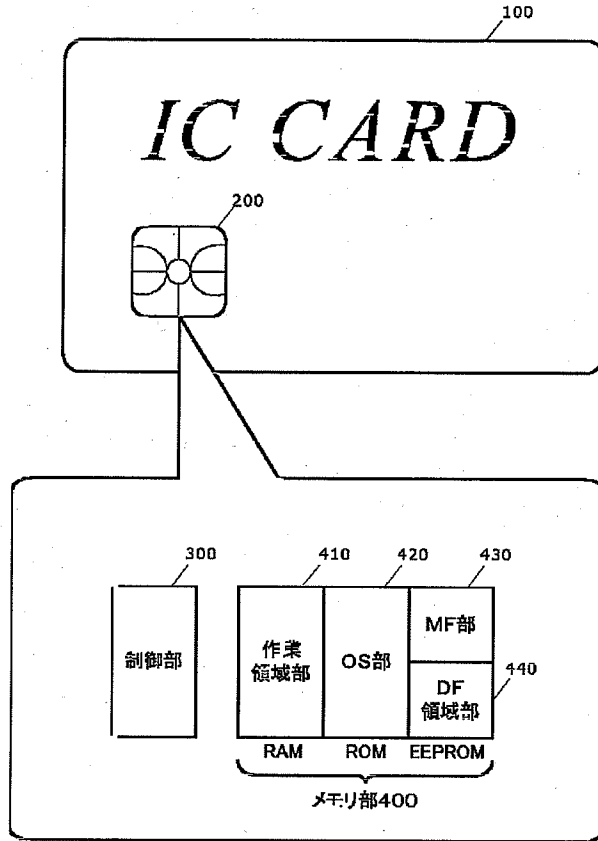 100
IC CARD
200
300
410
420
430
制御部
作業
領域部
OS部
MF部
440
DF
領域部
RAM
ROM
EEPROM
メモリ部400